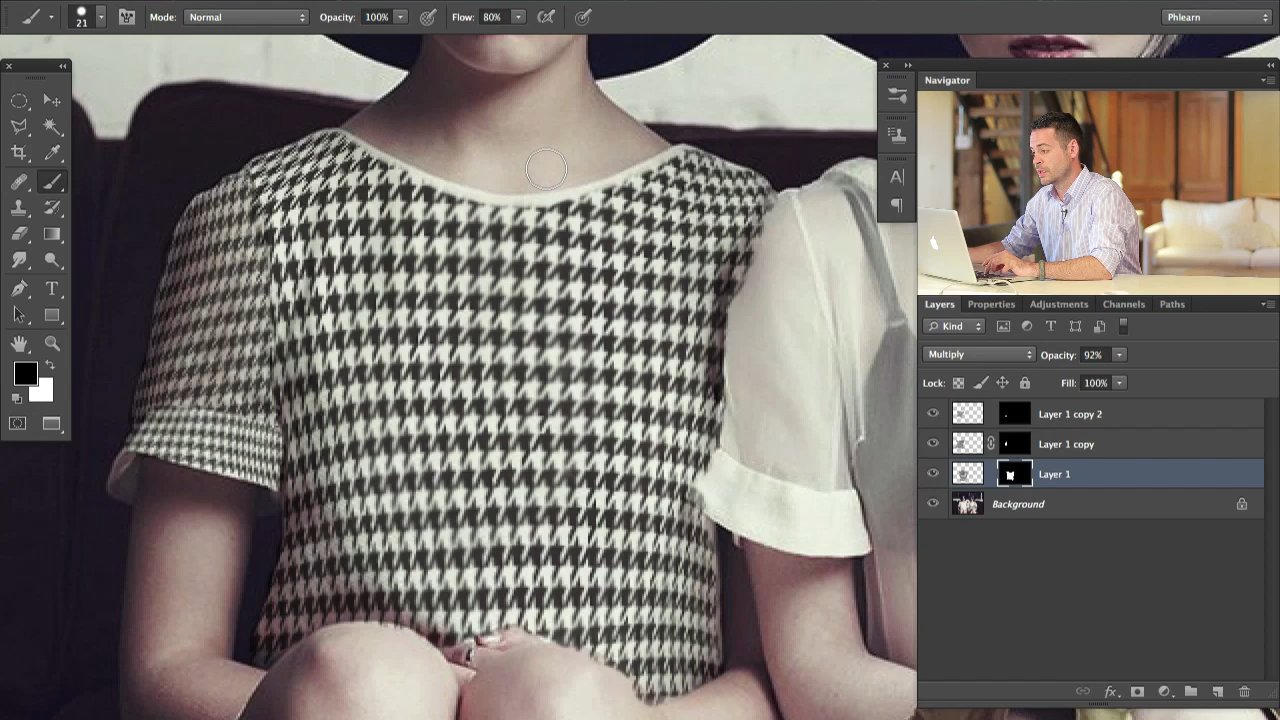 21 Mode: Normal Opacity: 100% Flow: 80% Phlearn
Navigator
A
T
Layers Properties Adjustments Channels Paths
Kind T
Multiply Opacity: 92%
Lock: Fill: 100%
Layer 1 copy 2
Layer 1 copy
Layer 1
Background
fx